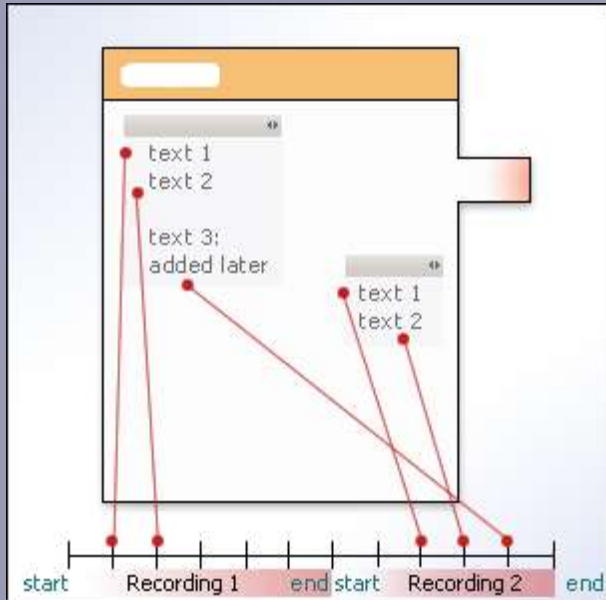 text 1
text 2
text 3:
added later
text 1
text 2
start Recording 1 end start Recording 2 end